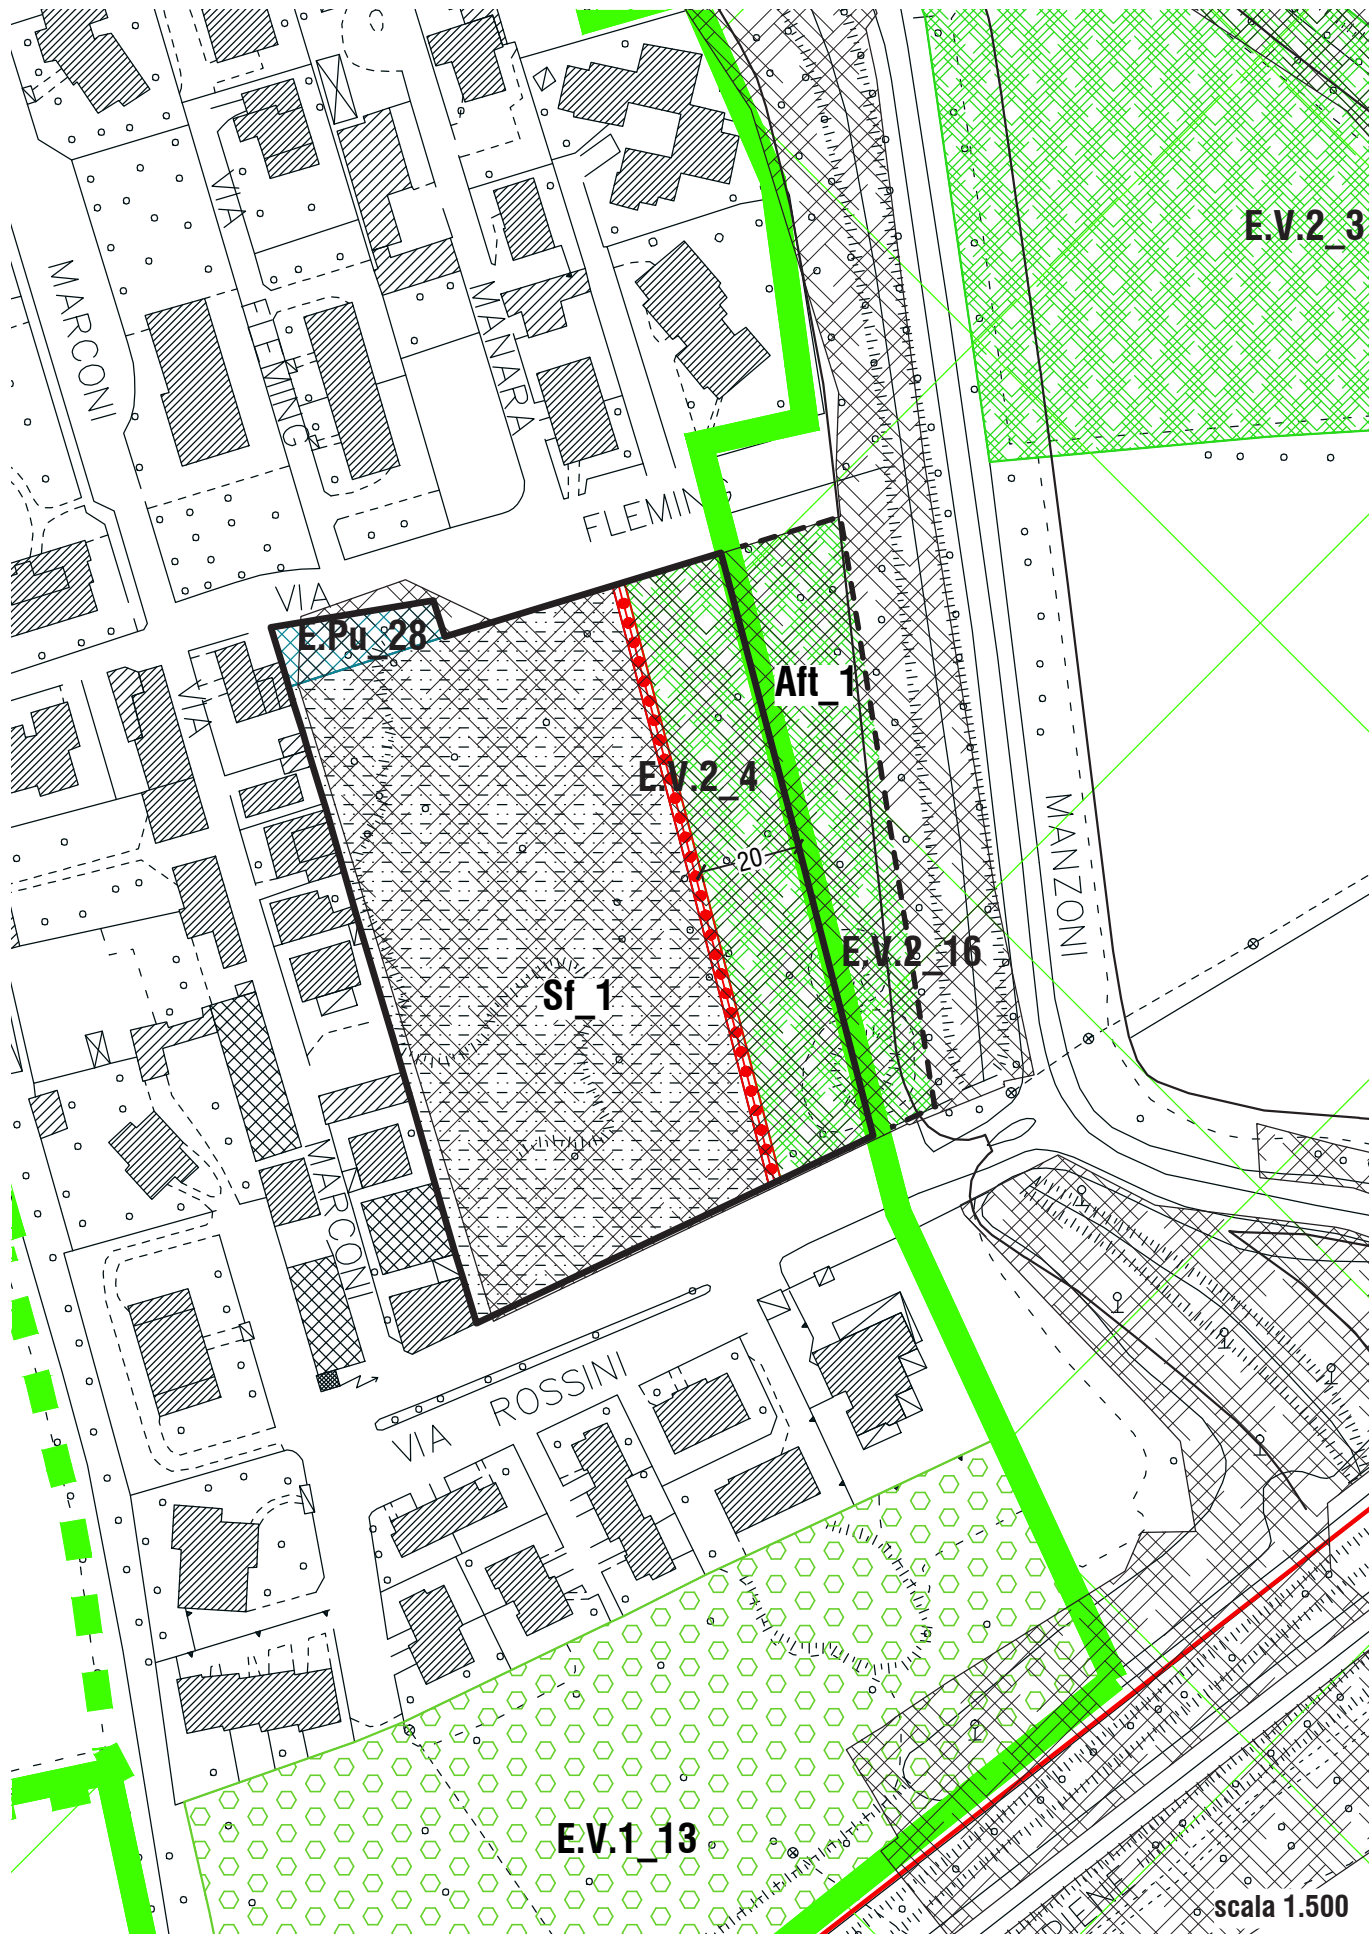 E.V.2_3
VIA
FLEMING
MARCONI
MANARA
FLEMING
VIA
E.Pu_28
Aft_1
VIA
E.V.2_4
20
MANZONI
E.V.2_16
Sf_1
MARCONI
VIA ROSSINI
E.V.1_13
scala 1.500